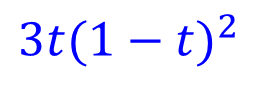 3t(1 − t)²